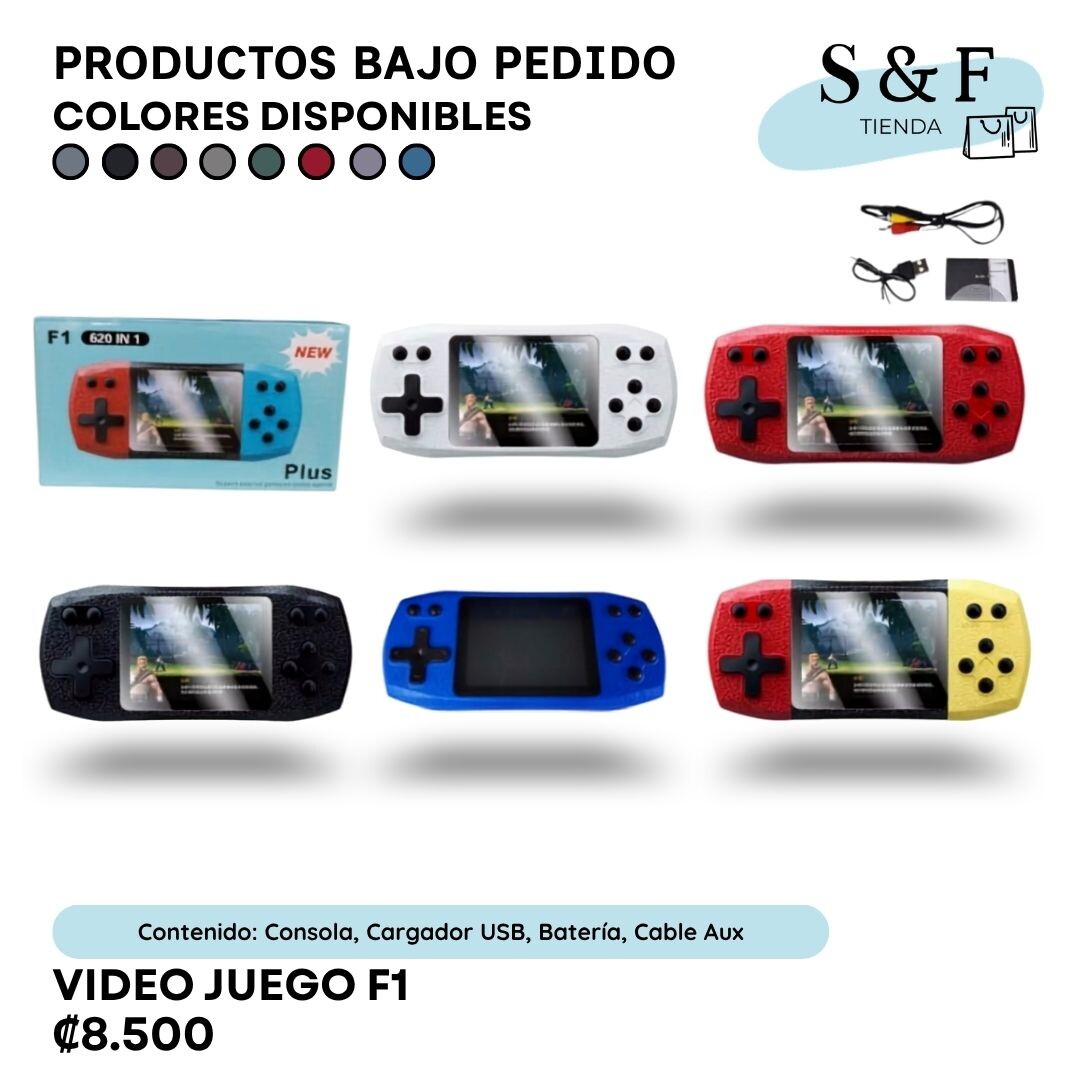 PRODUCTOS BAJO PEDIDO
COLORES DISPONIBLES
S & F
TIENDA
F1 620 IN 1
NEW
Plus
Contenido: Consola, Cargador USB, Batería, Cable Aux
VIDEO JUEGO F1
₡8.500